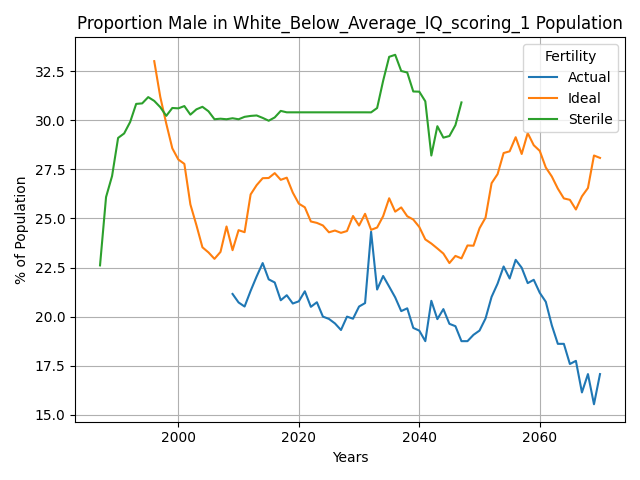 Proportion Male in White_Below_Average_IQ_scoring_1 Population
Fertility
Actual
Ideal
Sterile
% of Population
32.5
30.0
27.5
25.0
22.5
20.0
17.5
15.0
2000
2020
2040
2060
Years